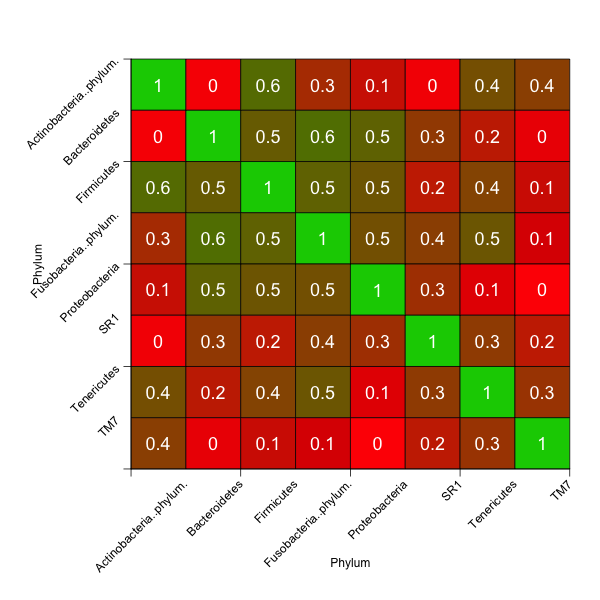 Actinobacteria..phylum. 1 0 0.6 0.3 0.1 0 0.4 0.4
Bacteroidetes 0 1 0.5 0.6 0.5 0.3 0.2 0
Firmicutes 0.6 0.5 1 0.5 0.5 0.2 0.4 0.1
Fusobacteria..phylum. 0.3 0.6 0.5 1 0.5 0.4 0.5 0.1
Phylum
Proteobacteria 0.1 0.5 0.5 0.5 1 0.3 0.1 0
SR1 0 0.3 0.2 0.4 0.3 1 0.3 0.2
Tenericutes 0.4 0.2 0.4 0.5 0.1 0.3 1 0.3
TM7 0.4 0 0.1 0.1 0 0.2 0.3 1
Actinobacteria..phylum. Bacteroidetes Firmicutes Fusobacteria..phylum. Proteobacteria SR1 Tenericutes TM7
Phylum